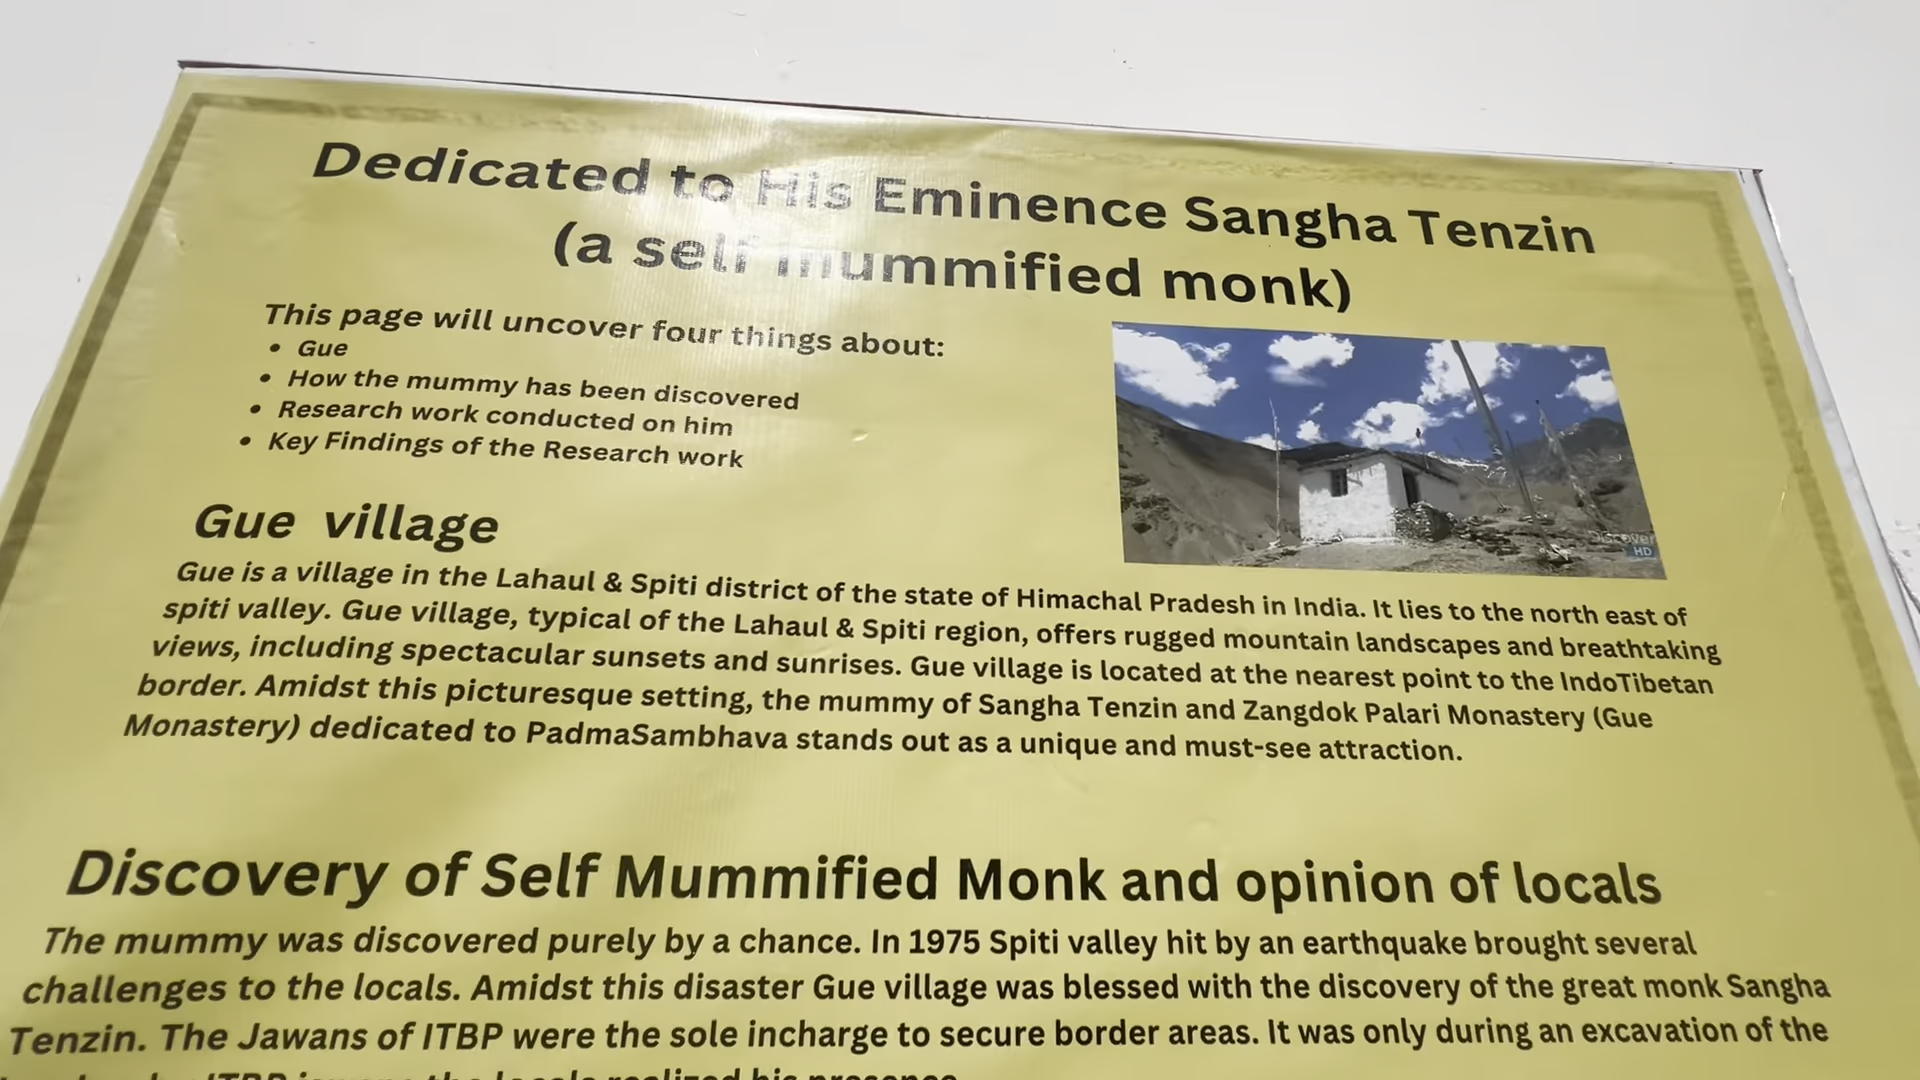 Dedicated to His Eminence Sangha Tenzin
(a self mummified monk)
This page will uncover four things about:
• Gue
• How the mummy has been discovered
• Research work conducted on him
• Key Findings of the Research work
Discovery
HD
Gue village
Gue is a village in the Lahaul & Spiti district of the state of Himachal Pradesh in India. It lies to the north east of
spiti valley. Gue village, typical of the Lahaul & Spiti region, offers rugged mountain landscapes and breathtaking
views, including spectacular sunsets and sunrises. Gue village is located at the nearest point to the IndoTibetan
border. Amidst this picturesque setting, the mummy of Sangha Tenzin and Zangdok Palari Monastery (Gue
Monastery) dedicated to PadmaSambhava stands out as a unique and must-see attraction.
Discovery of Self Mummified Monk and opinion of locals
The mummy was discovered purely by a chance. In 1975 Spiti valley hit by an earthquake brought several
challenges to the locals. Amidst this disaster Gue village was blessed with the discovery of the great monk Sangha
Tenzin. The Jawans of ITBP were the sole incharge to secure border areas. It was only during an excavation of the
ITBP the locals realized his presence